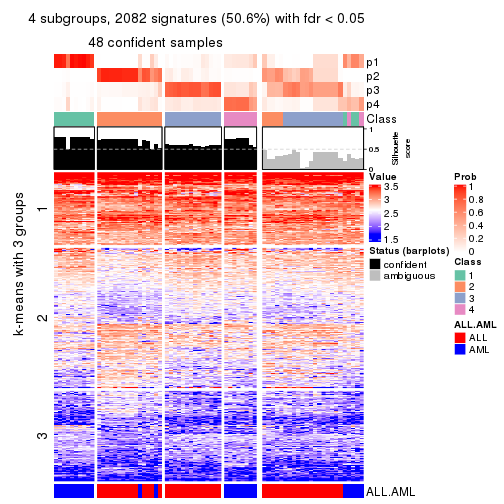 4 subgroups, 2082 signatures (50.6%) with fdr < 0.05
48 confident samples
p1
p2
p3
p4
Class
1
0.5
0
Silhouette
score
k-means with 3 groups
1
2
3
ALL.AML
Value
3.5
3
2.5
2
1.5
Status (barplots)
confident
ambiguous
Prob
1
0.8
0.6
0.4
0.2
0
Class
1
2
3
4
ALL.AML
ALL
AML